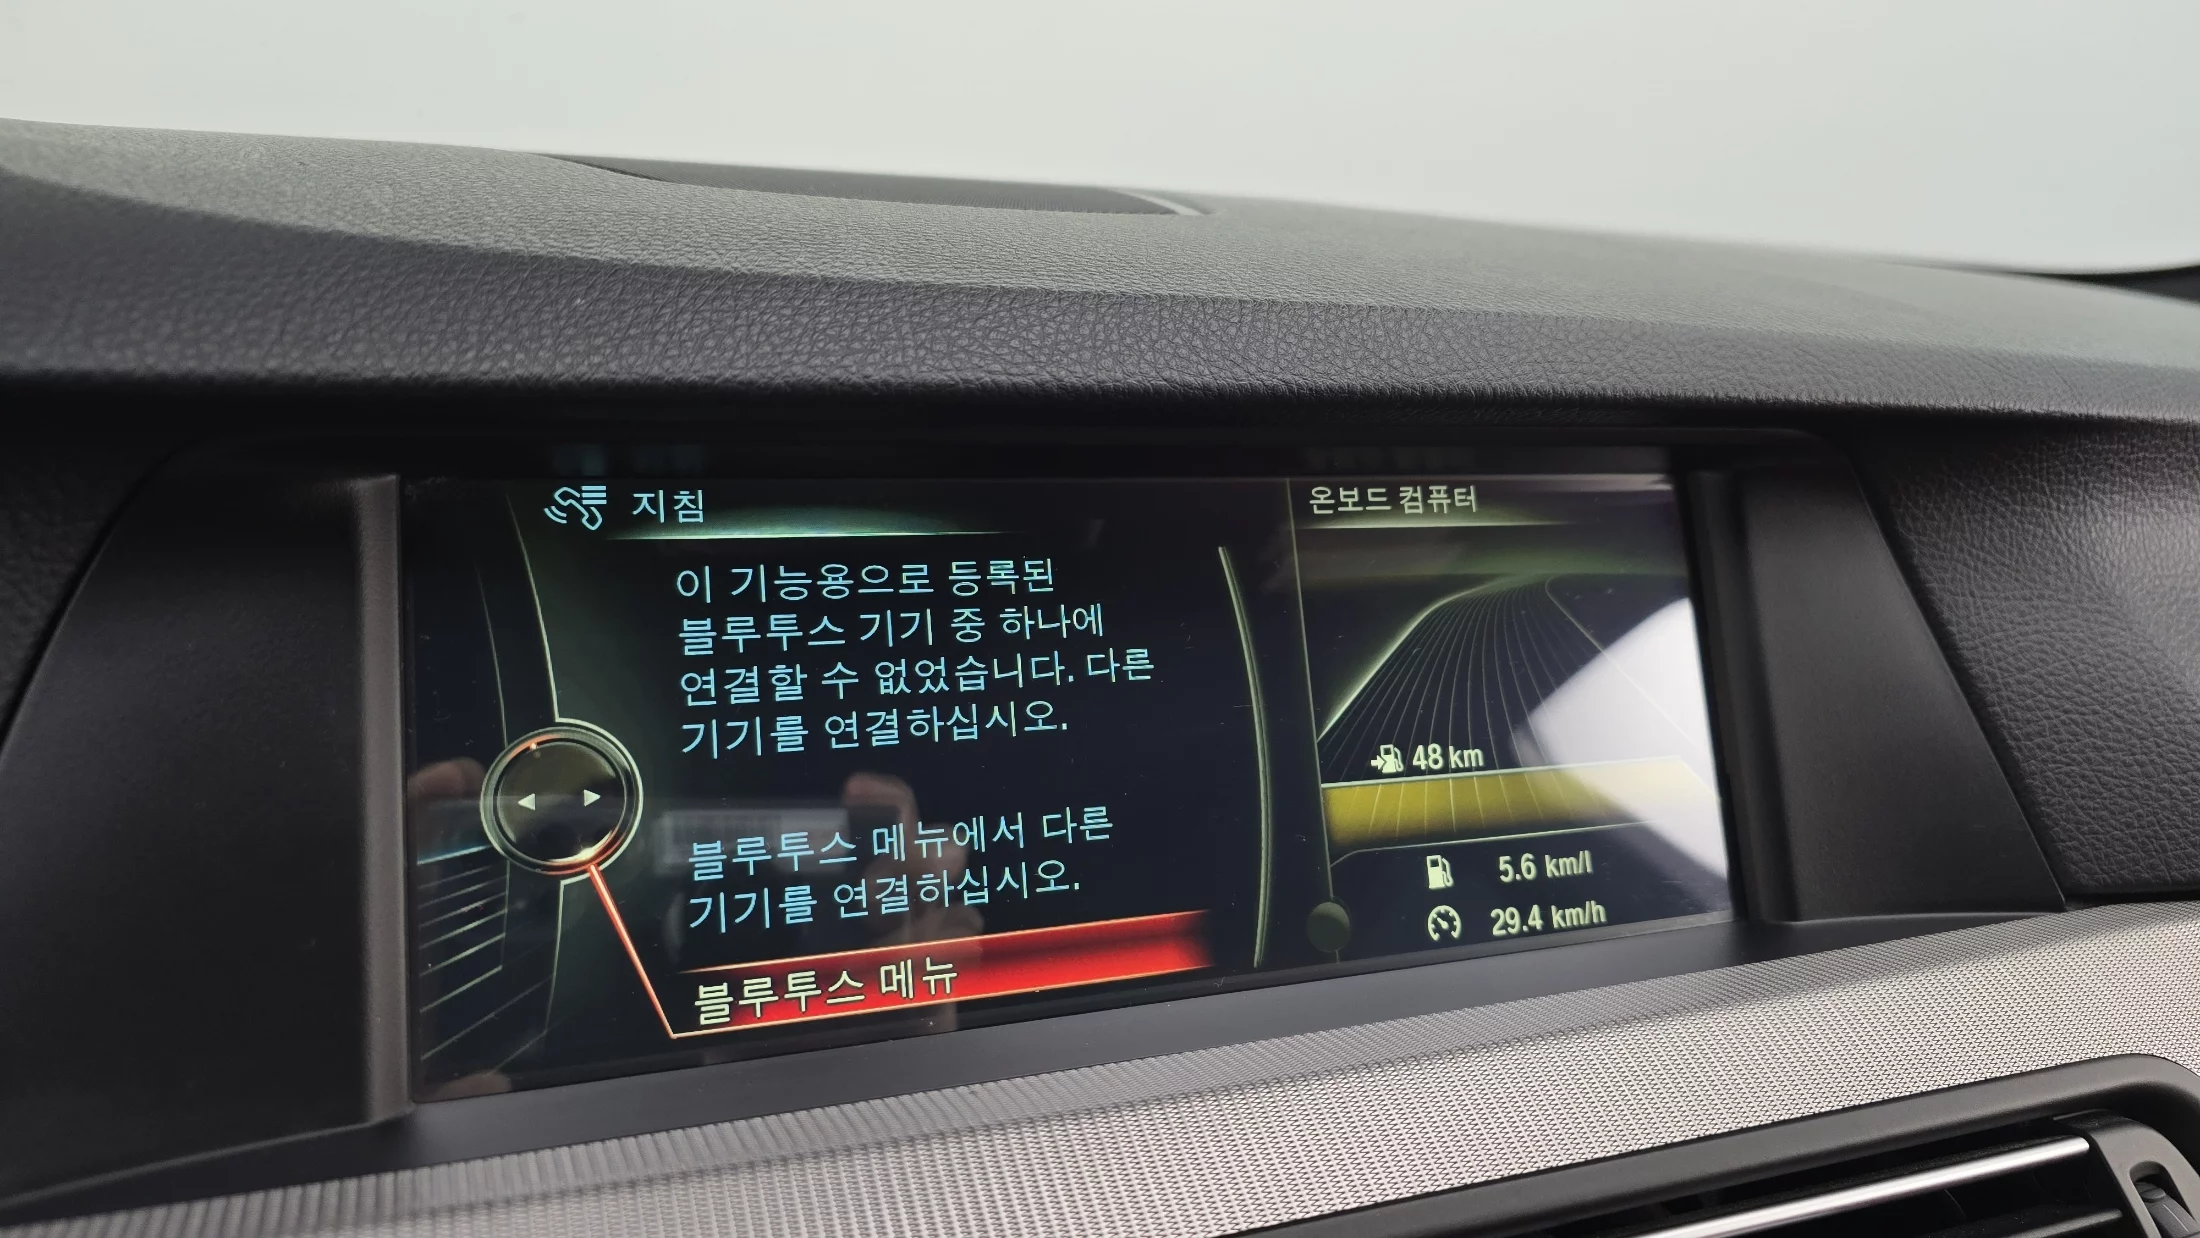 지침
이 기능용으로 등록된
블루투스 기기 중 하나에
연결할 수 없었습니다. 다른
기기를 연결하십시오.
블루투스 메뉴에서 다른
기기를 연결하십시오.
블루투스 메뉴
온보드 컴퓨터
48 km
5.6 km/l
29.4 km/h